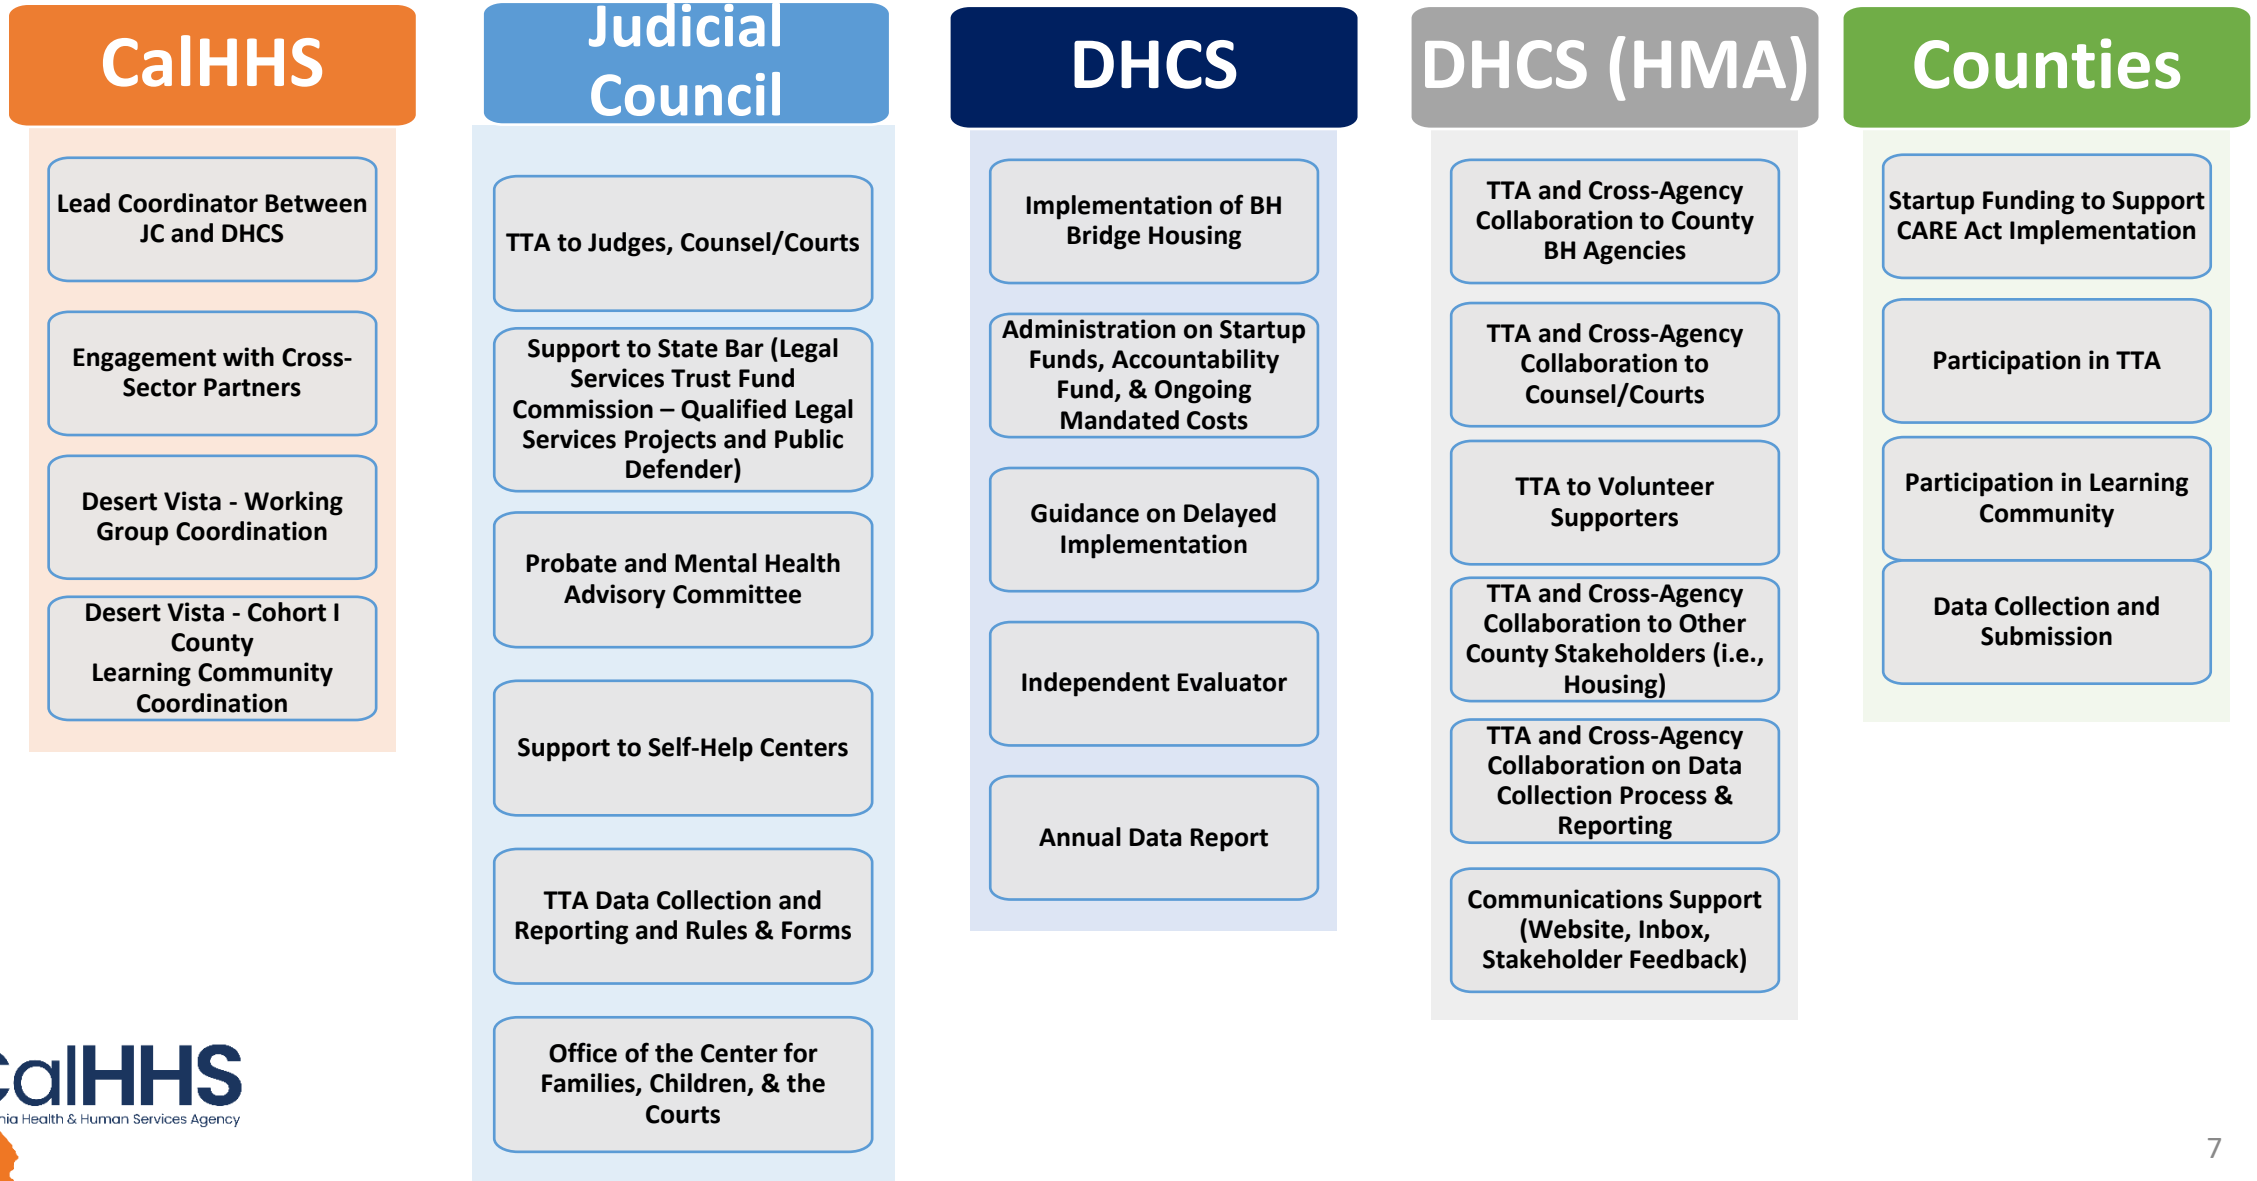 CalHHS
Lead Coordinator Between
JC and DHCS
Engagement with Cross-
Sector Partners
Desert Vista - Working
Group Coordination
Desert Vista - Cohort I
County
Learning Community
Coordination
Judicial
Council
TTA to Judges, Counsel/Courts
Support to State Bar (Legal
Services Trust Fund
Commission – Qualified Legal
Services Projects and Public
Defender)
Probate and Mental Health
Advisory Committee
Support to Self-Help Centers
TTA Data Collection and
Reporting and Rules & Forms
Office of the Center for
Families, Children, & the
Courts
DHCS
Implementation of BH
Bridge Housing
Administration on Startup
Funds, Accountability
Fund, & Ongoing
Mandated Costs
Guidance on Delayed
Implementation
Independent Evaluator
Annual Data Report
DHCS (HMA)
TTA and Cross-Agency
Collaboration to County
BH Agencies
TTA and Cross-Agency
Collaboration to
Counsel/Courts
TTA to Volunteer
Supporters
TTA and Cross-Agency
Collaboration to Other
County Stakeholders (i.e.,
Housing)
TTA and Cross-Agency
Collaboration on Data
Collection Process &
Reporting
Communications Support
(Website, Inbox,
Stakeholder Feedback)
Counties
Startup Funding to Support
CARE Act Implementation
Participation in TTA
Participation in Learning
Community
Data Collection and
Submission
CalHHS
nia Health & Human Services Agency
7